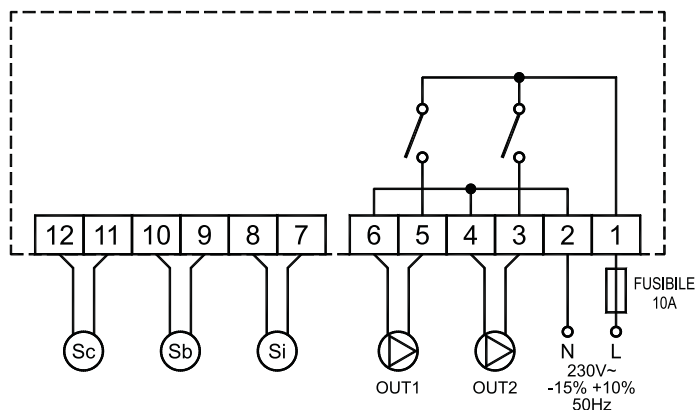 12 11 10 9 8 7 6 5 4 3 2 1
FUSIBILE
10A
Sc Sb Si
N L
OUT1 OUT2
230V~
-15% +10%
50Hz